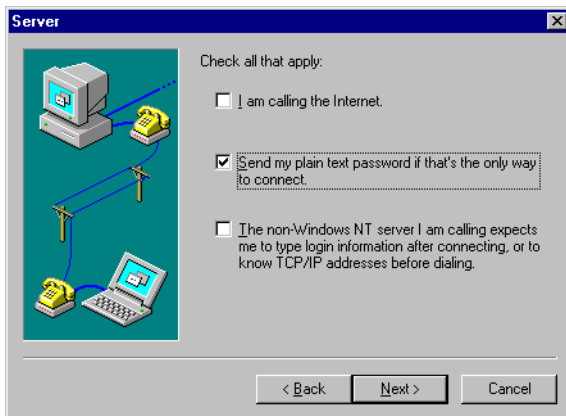 Server
Check all that apply:
I am calling the Internet.
Send my plain text password if that's the only way
to connect.
The non-Windows NT server I am calling expects
me to type login information after connecting, or to
know TCP/IP addresses before dialing.
< Back
Next >
Cancel